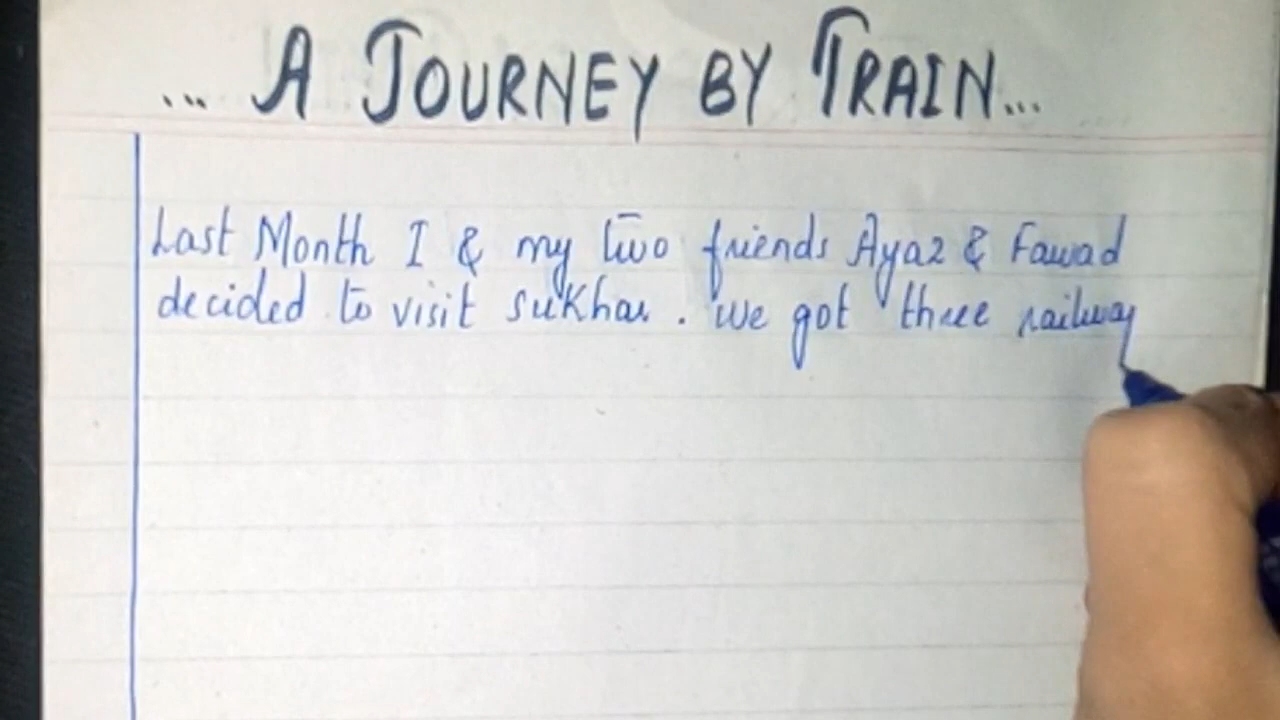 ... A JOURNEY BY TRAIN...
Last Month I & my two friends Ayaz & Fawad
decided to visit sukhar. we got three railway